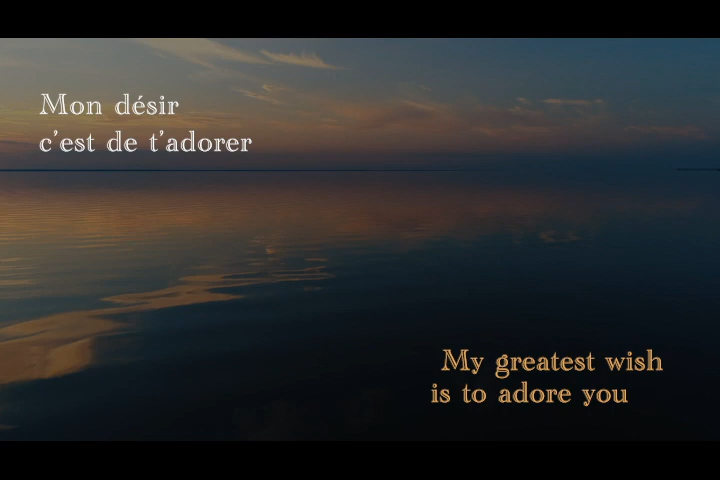 Mon désir
c'est de t'adorer
My greatest wish
is to adore you